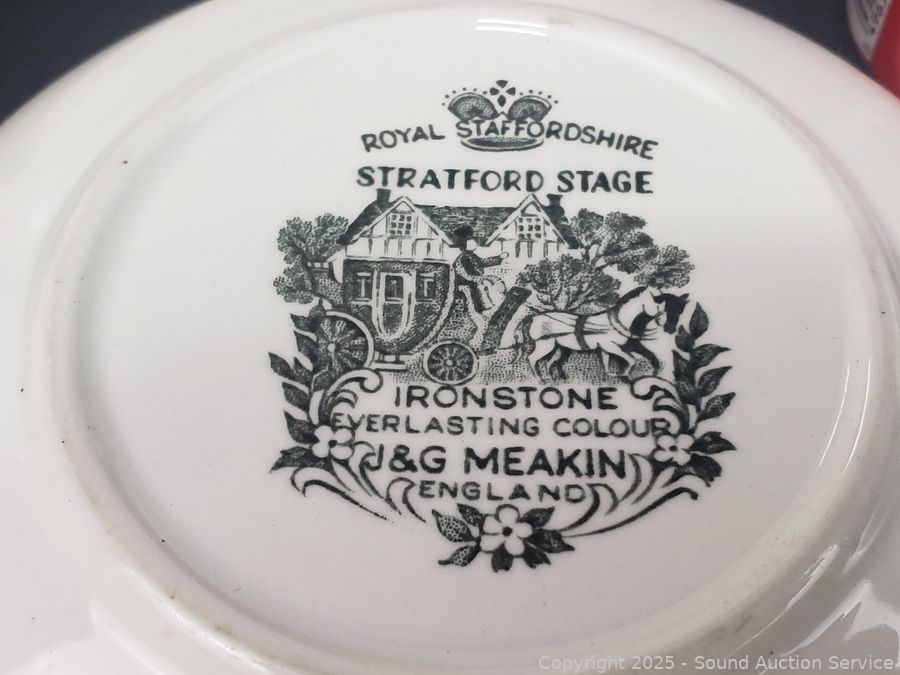 ROYAL STAFFORDSHIRE
STRATFORD STAGE
IRONSTONE
EVERLASTING COLOUR
J&G MEAKIN
ENGLAND
Copyright © 2025 - Sound Auction Service